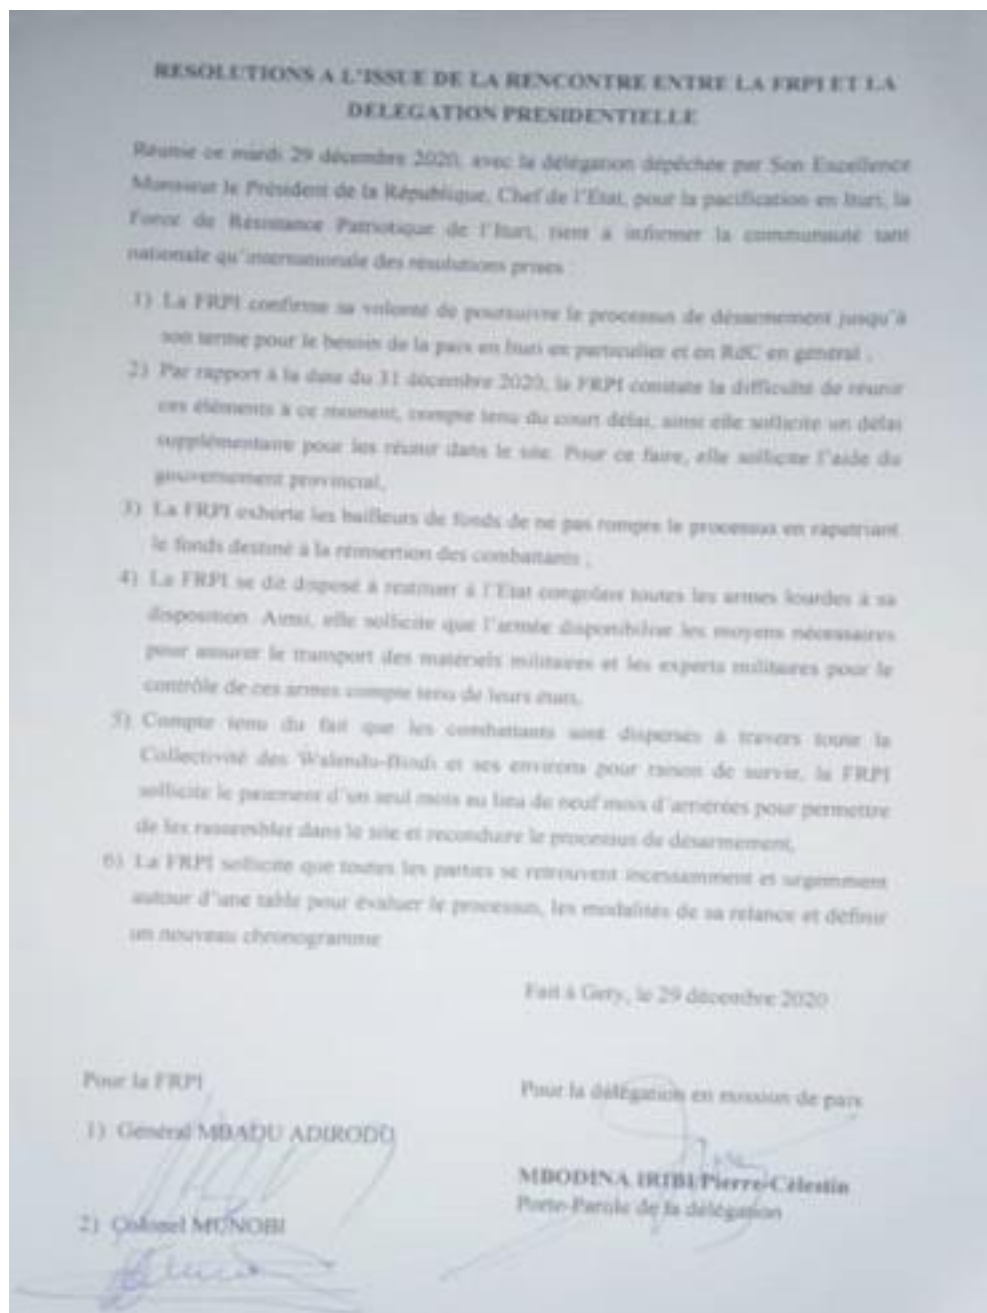 RESOLUTIONS A L'ISSUE DE LA RENCONTRE ENTRE LA FRPI ET LA
DELEGATION PRESIDENTIELLE
Réunie ce mardi 29 décembre 2020, avec la délégation dépêchée par Son Excellence
Monsieur le Président de la République, Chef de l'Etat, pour la pacification en Ituri, la
Force de Résistance Patriotique de l'Ituri, tient à informer la communauté tant
nationale qu'internationale des résolutions prises :
1) La FRPI confirme sa volonté de poursuivre le processus de désarmement jusqu'à
son terme pour le besoin de la paix en Ituri en particulier et en RdC en général ;
2) Par rapport à la date du 31 décembre 2020, la FRPI constate la difficulté de réunir
ces éléments à ce moment, compte tenu du court délai, ainsi elle sollicite un délai
supplémentaire pour les réunir dans le site. Pour ce faire, elle sollicite l'aide du
gouvernement provincial,
3) La FRPI exhorte les bailleurs de fonds de ne pas rompre le processus en rapatriant
le fonds destiné à la réinsertion des combattants ;
4) La FRPI se dit disposé à restituer à l'Etat congolais toutes les armes lourdes à sa
disposition. Ainsi, elle sollicite que l'armée disponibilise les moyens nécessaires
pour assurer le transport des matériels militaires et les experts militaires pour le
contrôle de ces armes compte tenu de leurs états,
5) Compte tenu du fait que les combattants sont dispersés à travers toute la
Collectivité des Walendu-Bindi et ses environs pour raison de survie, la FRPI
sollicite le paiement d'un seul mois au lieu de neuf mois d'arriérées pour permettre
de les rassembler dans le site et reconduire le processus de désarmement,
6) La FRPI sollicite que toutes les parties se retrouvent incessamment et urgemment
autour d'une table pour évaluer le processus, les modalités de sa relance et définir
un nouveau chronogramme
Fait à Gety, le 29 décembre 2020
Pour la FRPI
Pour la délégation en mission de paix
1) Général MBADU ADIRODO
MBODINA IRIBI Pierre-Célestin
Porte-Parole de la délégation
2) Colonel MUNOBI